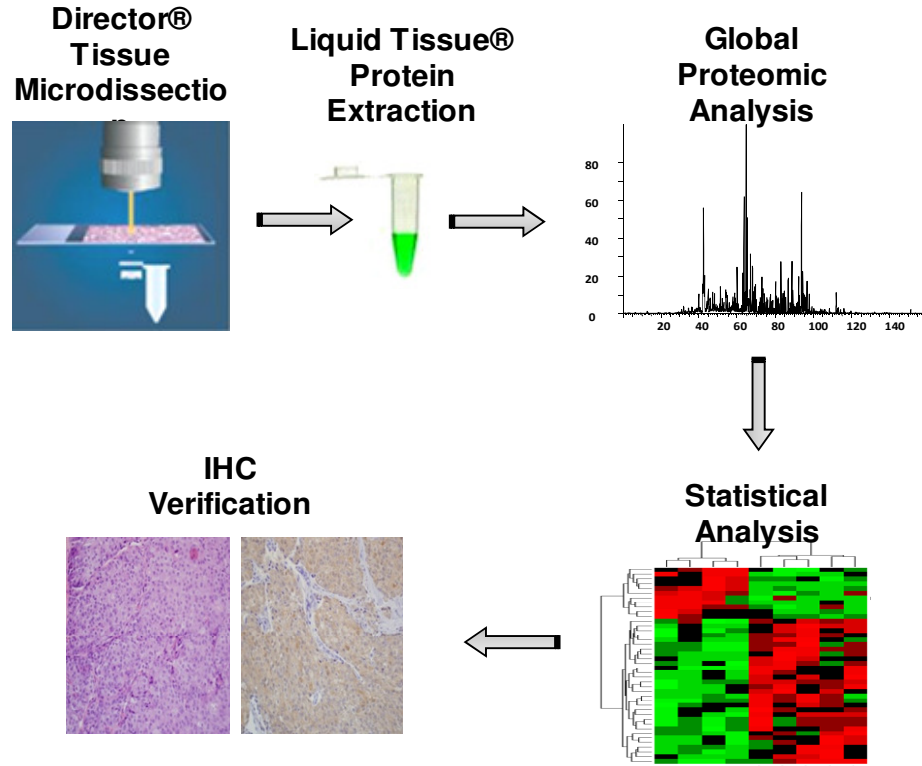 Director®
Tissue
Microdissectio
n
Liquid Tissue®
Protein
Extraction
Global
Proteomic
Analysis
80
60
40
20
0
20 40 60 80 100 120 140
IHC
Verification
Statistical
Analysis